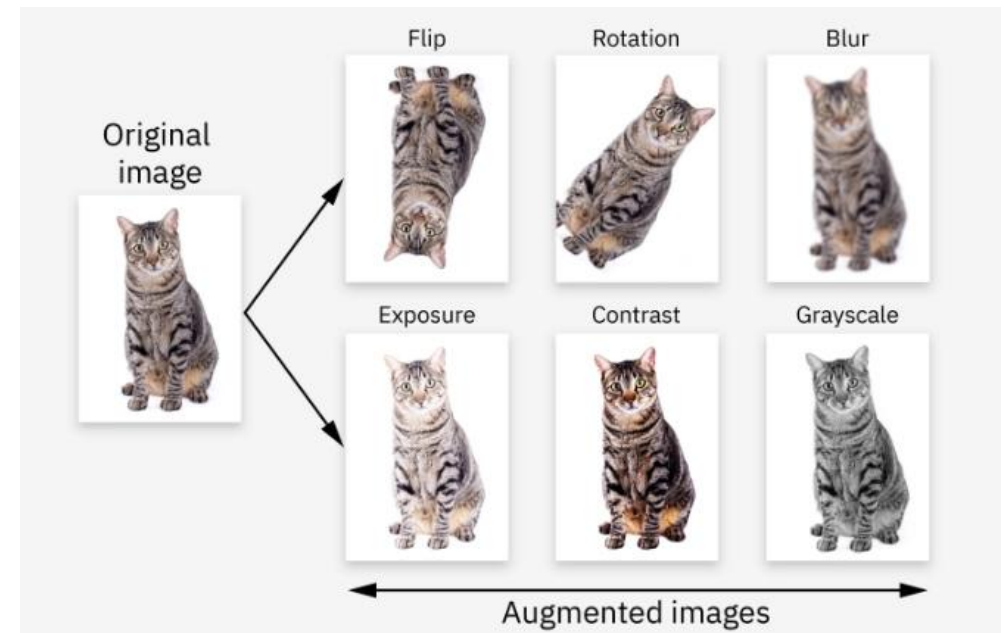 Original
image
Flip
Rotation
Blur
Exposure
Contrast
Grayscale
Augmented images